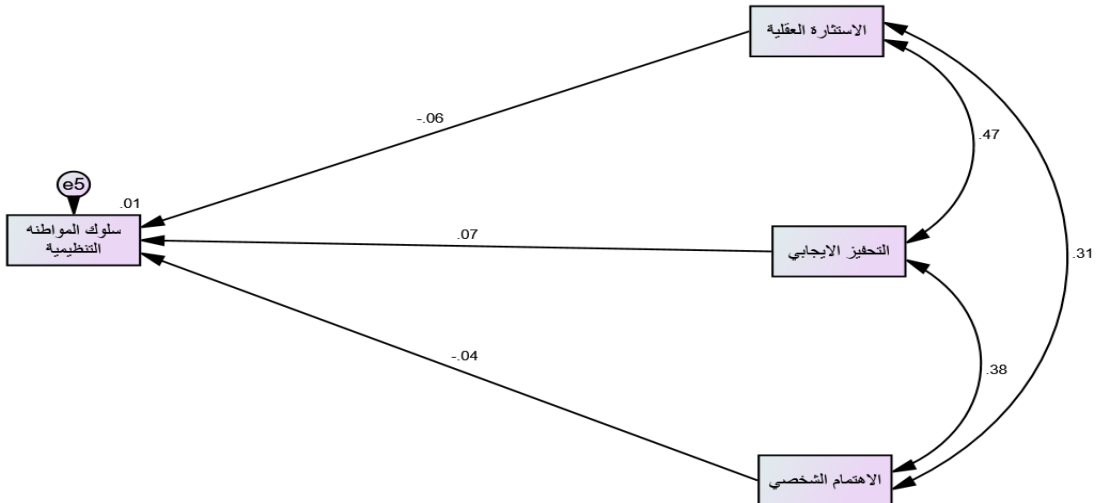 الاستثارة العقلية
-.06
.47
e5
.01
سلوك المواطنه
التنظيمية
.07
التحفيز الايجابي
.31
-.04
.38
الاهتمام الشخصي